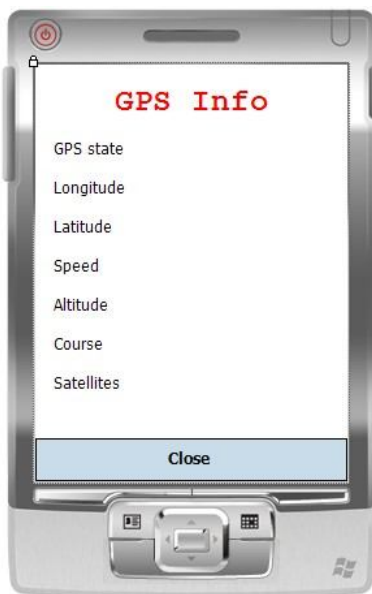 GPS Info
GPS state
Longitude
Latitude
Speed
Altitude
Course
Satellites
Close